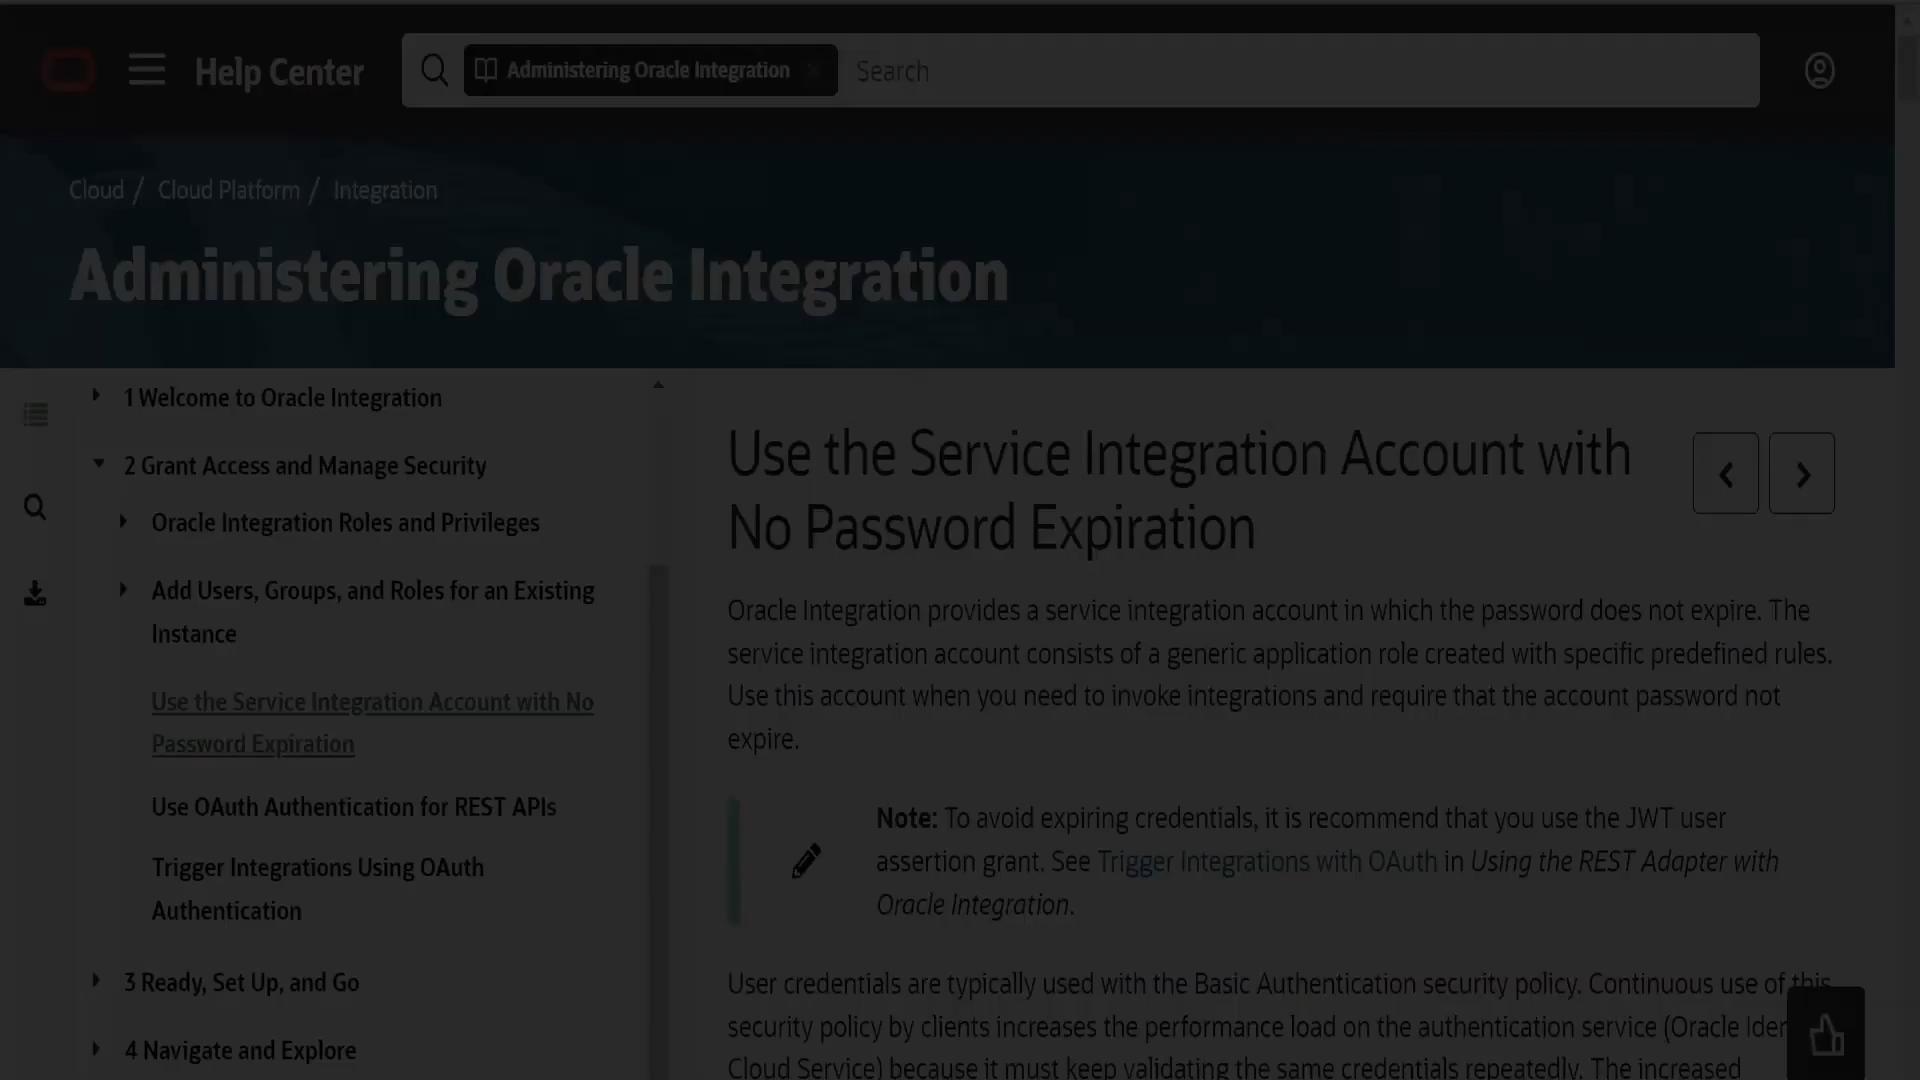 Help Center
Administering Oracle Integration
Search
Cloud / Cloud Platform / Integration
Administering Oracle Integration
1 Welcome to Oracle Integration
2 Grant Access and Manage Security
Oracle Integration Roles and Privileges
Add Users, Groups, and Roles for an Existing
Instance
Use the Service Integration Account with No
Password Expiration
Use OAuth Authentication for REST APIs
Trigger Integrations Using OAuth
Authentication
3 Ready, Set Up, and Go
4 Navigate and Explore
Use the Service Integration Account with
No Password Expiration
Oracle Integration provides a service integration account in which the password does not expire. The
service integration account consists of a generic application role created with specific predefined rules.
Use this account when you need to invoke integrations and require that the account password not
expire.
Note: To avoid expiring credentials, it is recommend that you use the JWT user
assertion grant. See Trigger Integrations with OAuth in Using the REST Adapter with
Oracle Integration.
User credentials are typically used with the Basic Authentication security policy. Continuous use of this
security policy by clients increases the performance load on the authentication service (Oracle
Cloud Service) because it must keep validating the same credentials repeatedly. The increased